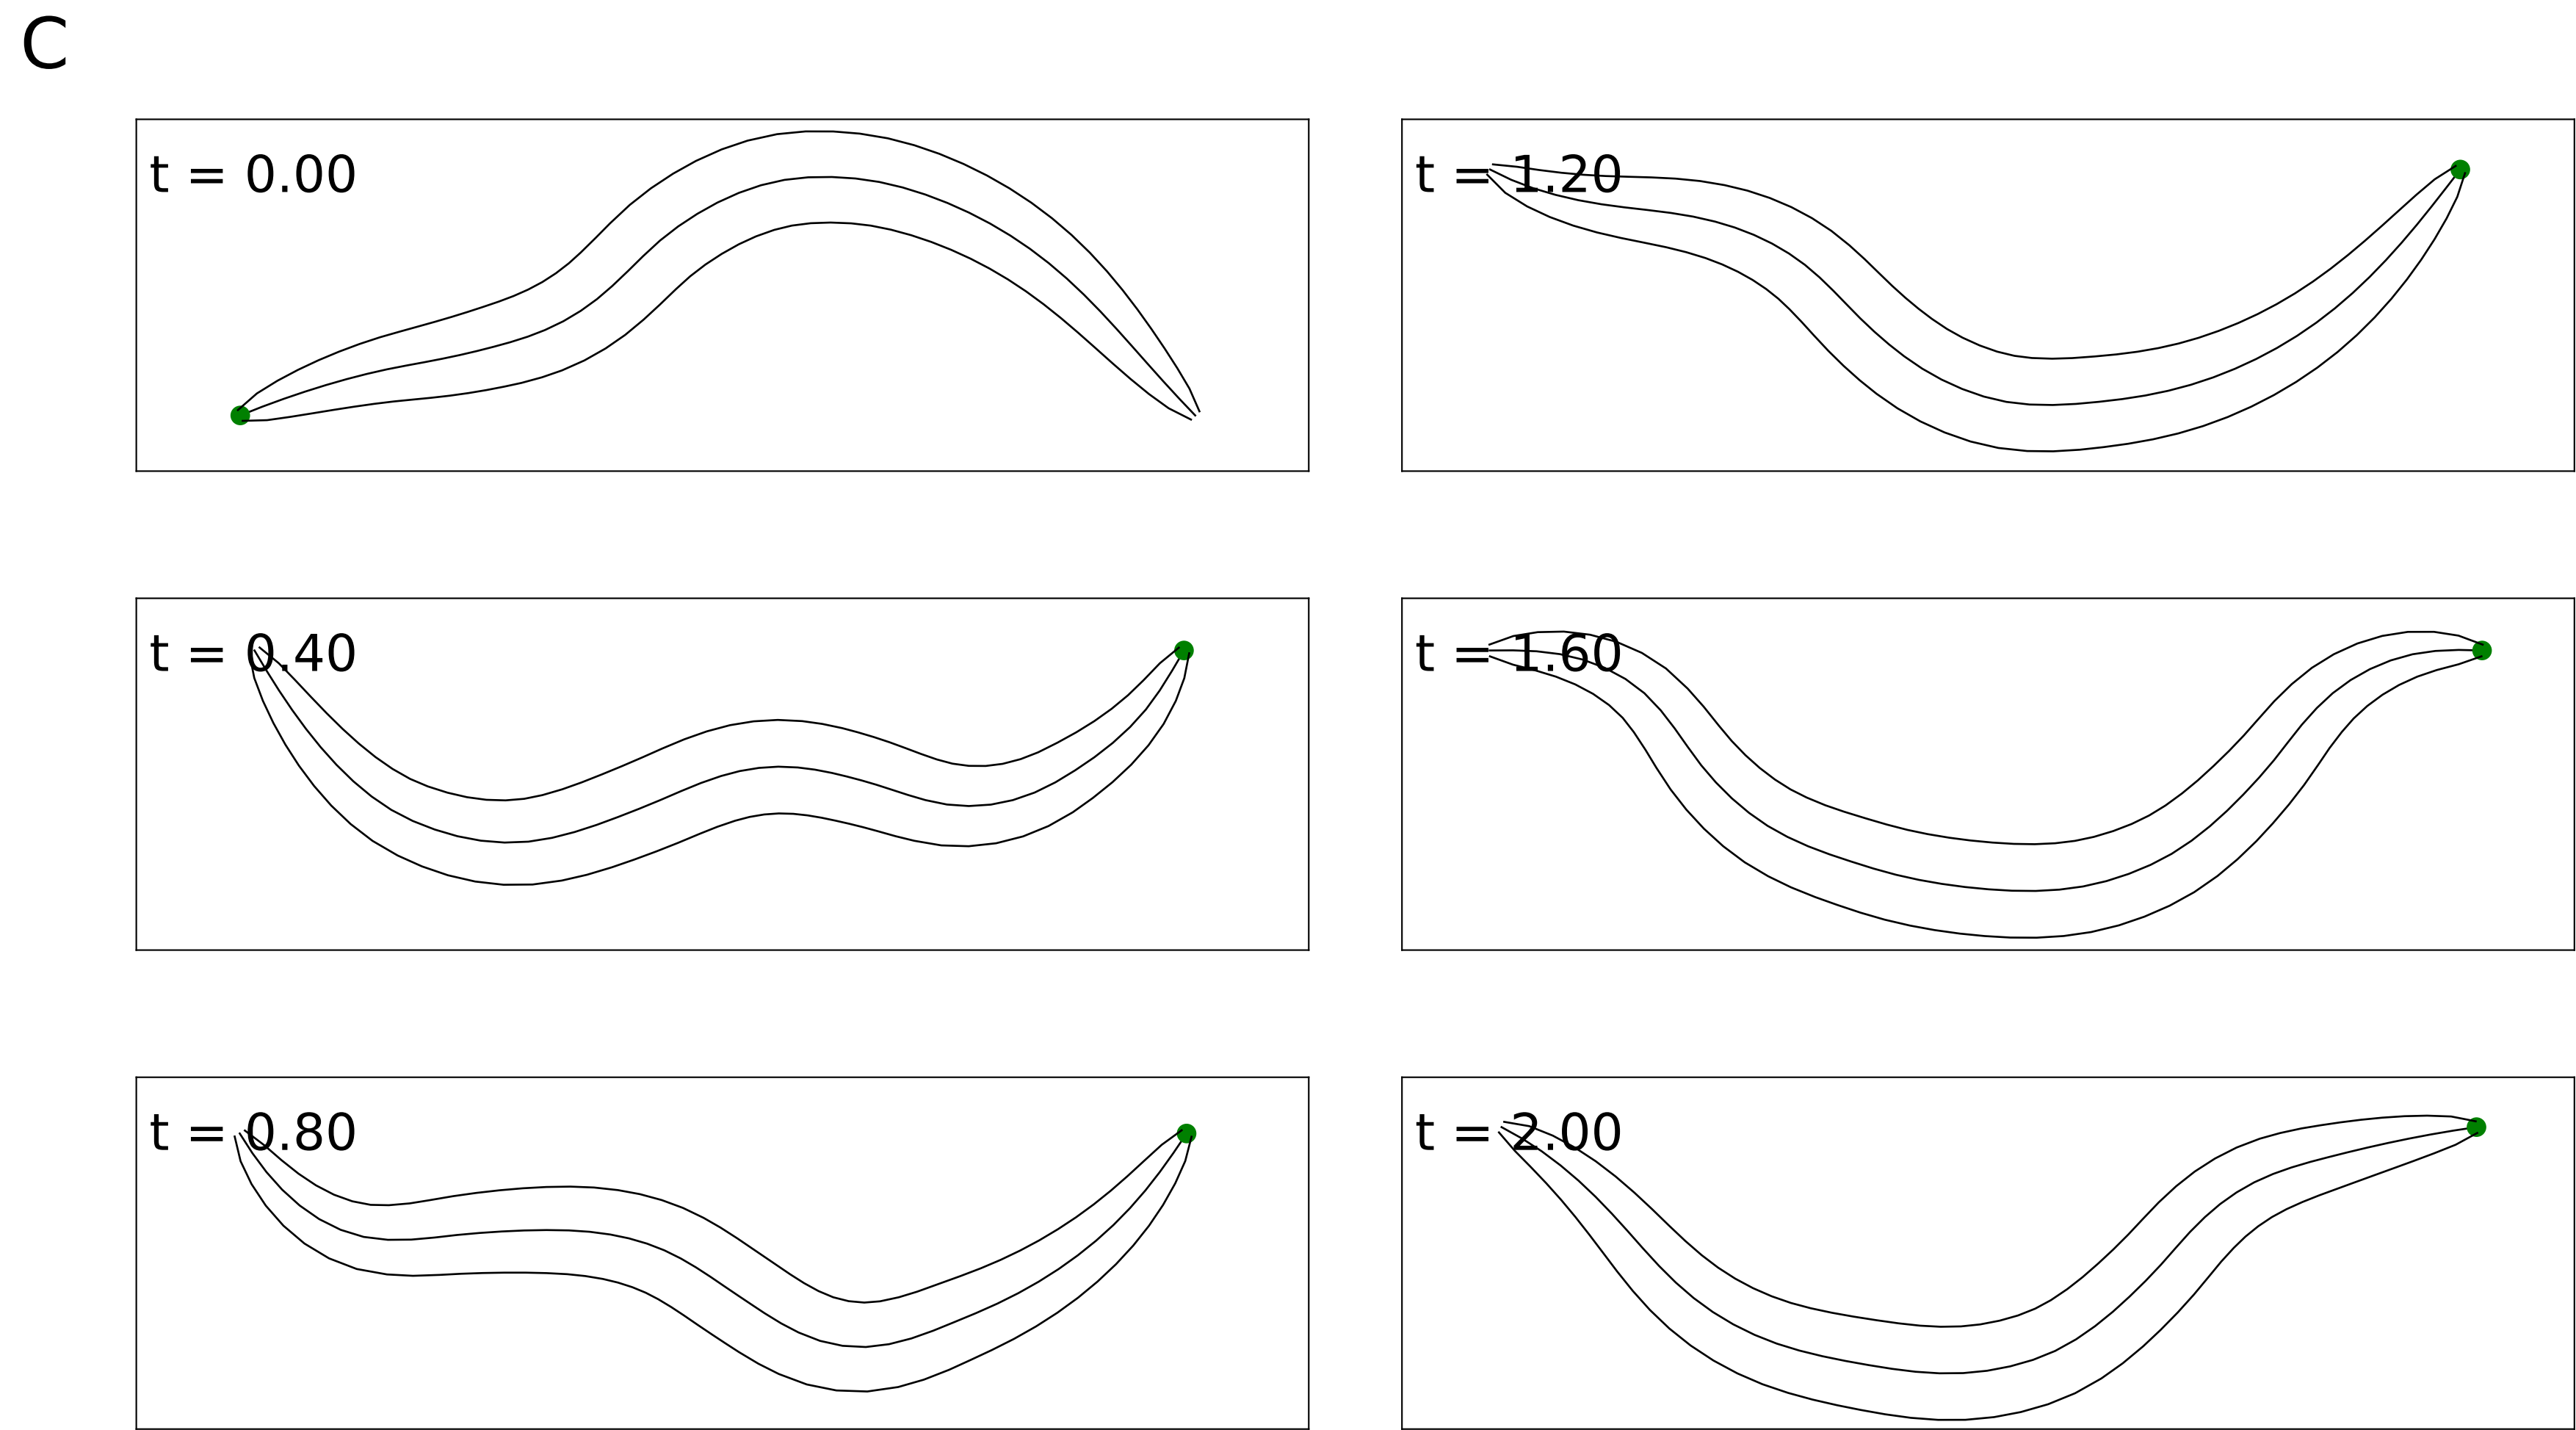 C
t = 0.00
t = 1.20
t = 0.40
t = 1.60
t = 0.80
t = 2.00